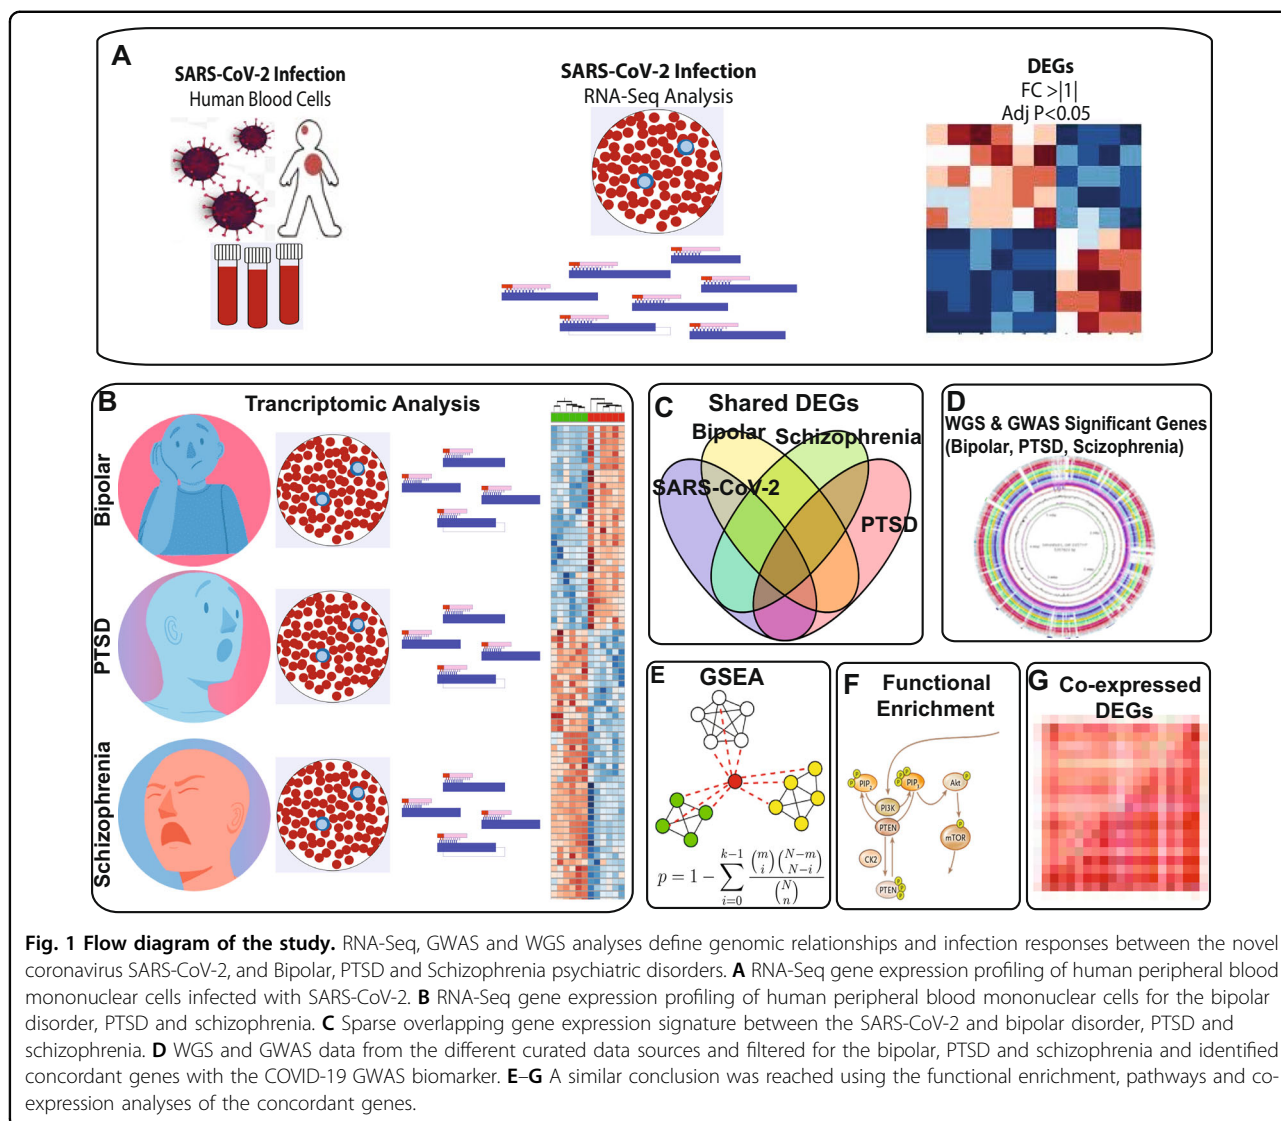 A
SARS-CoV-2 Infection
Human Blood Cells
SARS-CoV-2 Infection
RNA-Seq Analysis
DEGs
FC >|1|
Adj P<0.05
B
Trancriptomic Analysis
Bipolar
PTSD
Schizophrenia
C
Shared DEGs
Bipolar
Schizophrenia
SARS-CoV-2
PTSD
D
WGS & GWAS Significant Genes
(Bipolar, PTSD, Scizophrenia)
E
GSEA
p = 1 − ∑ i=0 k−1 (m i)(N−m N−i) / (N n)
F
Functional
Enrichment
P P PIP2
P P P PIP3
Akt P
PI3K
PTEN
P mTOR
CK2
PTEN P P P
G
Co-expressed
DEGs
Fig. 1 Flow diagram of the study. RNA-Seq, GWAS and WGS analyses define genomic relationships and infection responses between the novel
coronavirus SARS-CoV-2, and Bipolar, PTSD and Schizophrenia psychiatric disorders. A RNA-Seq gene expression profiling of human peripheral blood
mononuclear cells infected with SARS-CoV-2. B RNA-Seq gene expression profiling of human peripheral blood mononuclear cells for the bipolar
disorder, PTSD and schizophrenia. C Sparse overlapping gene expression signature between the SARS-CoV-2 and bipolar disorder, PTSD and
schizophrenia. D WGS and GWAS data from the different curated data sources and filtered for the bipolar, PTSD and schizophrenia and identified
concordant genes with the COVID-19 GWAS biomarker. E–G A similar conclusion was reached using the functional enrichment, pathways and co-
expression analyses of the concordant genes.